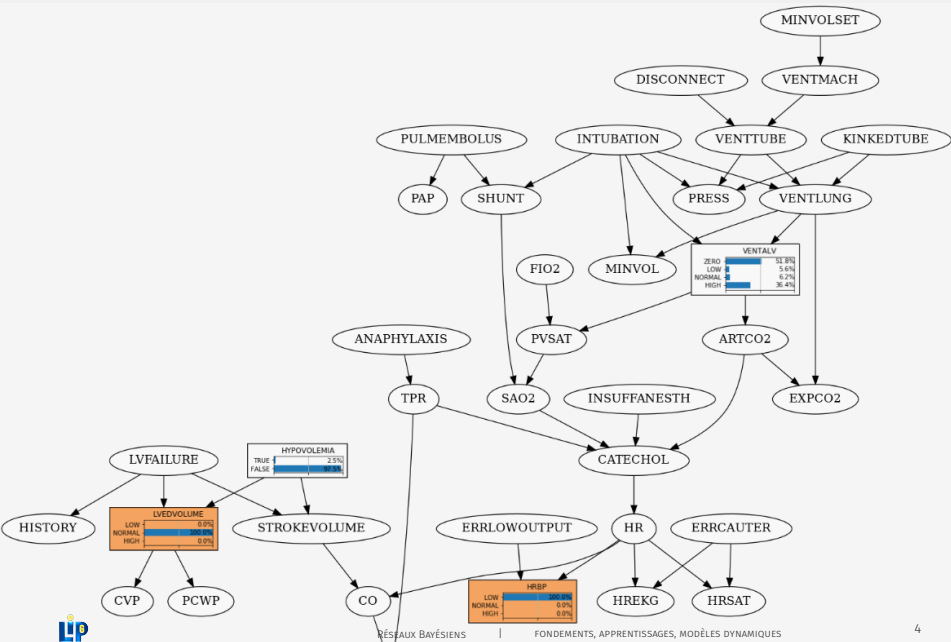 MINVOLSET
DISCONNECT VENTMACH
PULMEMBOLUS INTUBATION VENTTUBE KINKEDTUBE
PAP SHUNT PRESS VENTLUNG
VENTALV
ZERO 51.8%
LOW 5.6%
NORMAL 6.2%
HIGH 36.4%
FIO2 MINVOL
ANAPHYLAXIS PVSAT ARTCO2
TPR SAO2 INSUFFANESTH EXPCO2
HYPOVOLEMIA
TRUE 2.5%
FALSE 97.5%
LVFAILURE CATECHOL
LVEDVOLUME
LOW 0.0%
NORMAL 100.0%
HIGH 0.0%
HISTORY STROKEVOLUME ERRLOWOUTPUT HR ERRCAUTER
HRBP
LOW 100.0%
NORMAL 0.0%
HIGH 0.0%
CVP PCWP CO HREKG HRSAT
LIP6 RÉSEAUX BAYÉSIENS | FONDEMENTS, APPRENTISSAGES, MODÈLES DYNAMIQUES 4